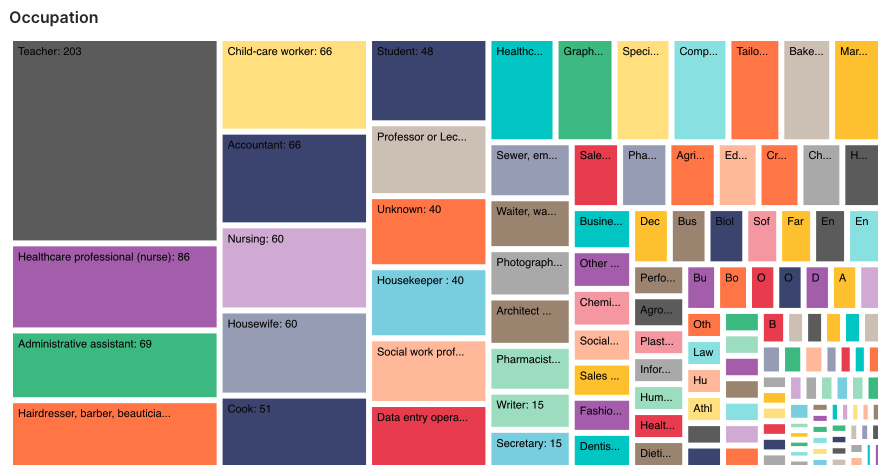 Occupation
Teacher: 203
Healthcare professional (nurse): 86
Administrative assistant: 69
Hairdresser, barber, beauticia...
Child-care worker: 66
Accountant: 66
Nursing: 60
Housewife: 60
Cook: 51
Student: 48
Professor or Lec...
Unknown: 40
Housekeeper : 40
Social work prof...
Data entry opera...
Healthc...
Graph...
Speci...
Comp...
Tailo...
Bake...
Mar...
Sewer, em...
Waiter, wa...
Photograph...
Architect ...
Pharmacist...
Writer: 15
Secretary: 15
Sale...
Pha...
Agri...
Ed...
Cr...
Ch...
H...
Busine...
Other ...
Chemi...
Social...
Sales ...
Fashio...
Dentis...
Dec
Bus
Biol
Sof
Far
En
En
Perfo...
Agro...
Plast...
Infor...
Hum...
Healt...
Dieti...
Bu
Bo
O
O
D
A
Oth
Law
Hu
Athl
B